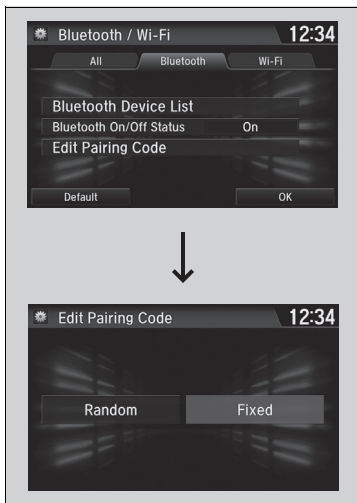 Bluetooth / Wi-Fi 12:34
All Bluetooth Wi-Fi
Bluetooth Device List
Bluetooth On/Off Status On
Edit Pairing Code
Default OK
Edit Pairing Code 12:34
Random Fixed